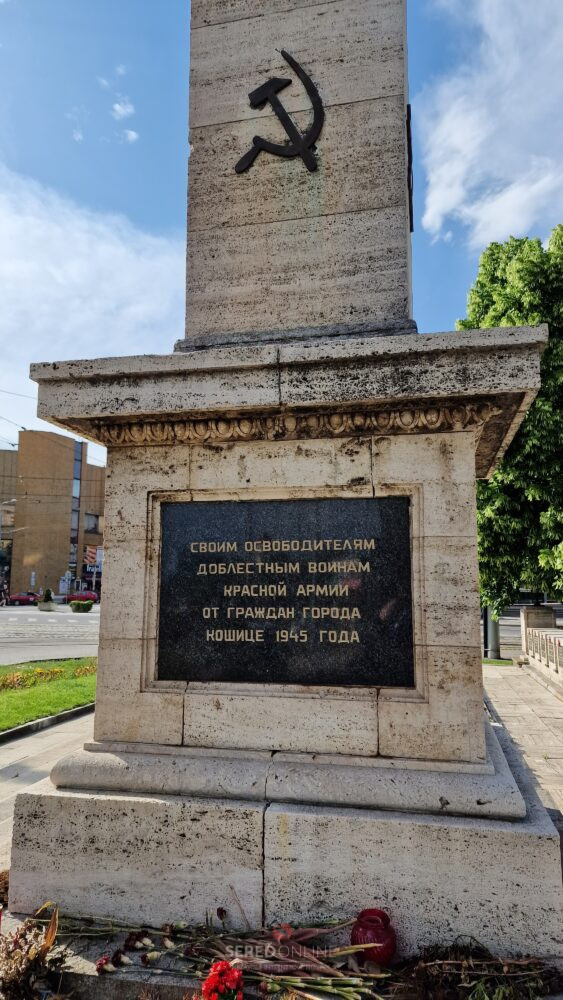 СВОИМ ОСВОБОДИТЕЛЯМ
ДОБЛЕСТНЫМ ВОИНАМ
КРАСНОЙ АРМИИ
ОТ ГРАЖДАН ГОРОДА
КОШИЦЕ 1945 ГОДА
SEREDONLINE